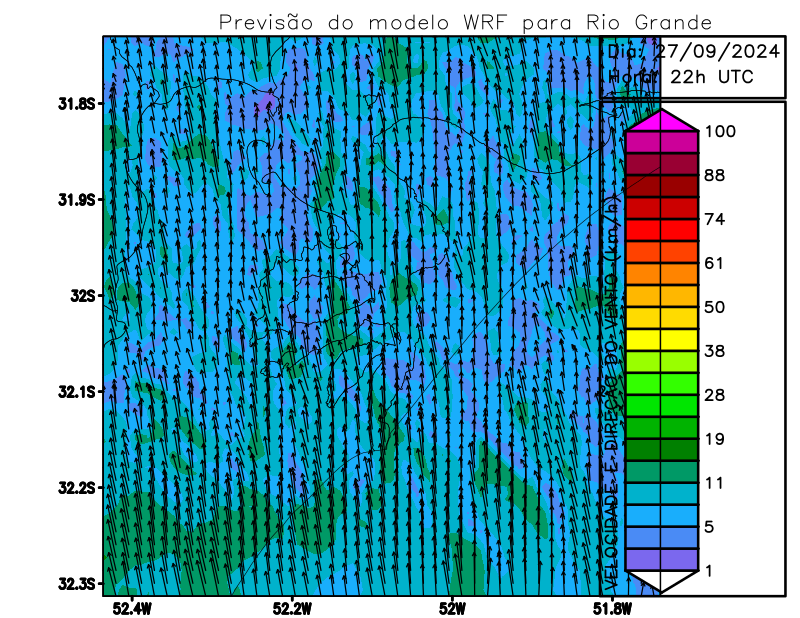 Previsão do modelo WRF para Rio Grande
Dia: 27/09/2024
Hora: 22h UTC
31.8S
31.9S
32S
32.1S
32.2S
32.3S
52.4W
52.2W
52W
51.8W
VELOCIDADE E DIREÇÃO DO VENTO (km/h)
100
88
74
61
50
38
28
19
11
5
1